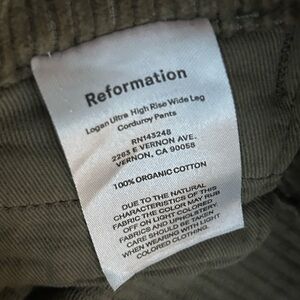 Reformation
Logan Ultra High Rise Wide Leg
Corduroy Pants
RN143248
2263 E VERNON AVE.
VERNON, CA 90058
100% ORGANIC COTTON
DUE TO THE NATURAL
CHARACTERISTICS OF THIS
FABRIC THE COLOR MAY RUB
OFF ON LIGHT COLORED
FABRICS AND UPHOLSTERY.
CARE SHOULD BE TAKEN
WHEN WEARING WITH LIGHT
COLORED CLOTHING.